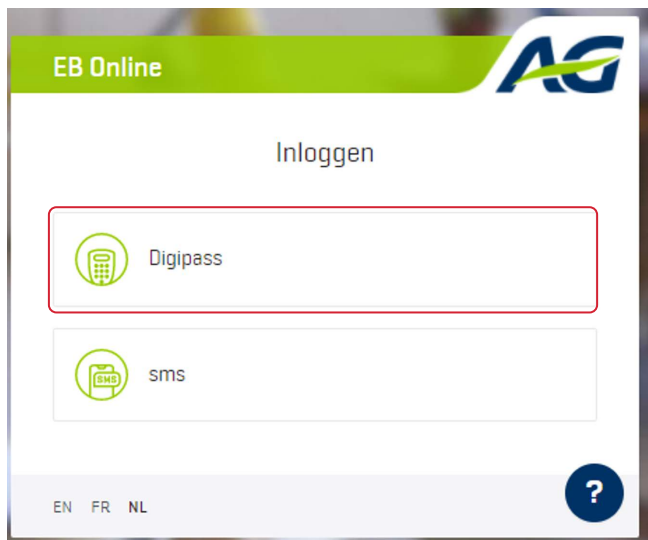 EB Online
AG
Inloggen
Digipass
SMS
sms
EN FR NL
?